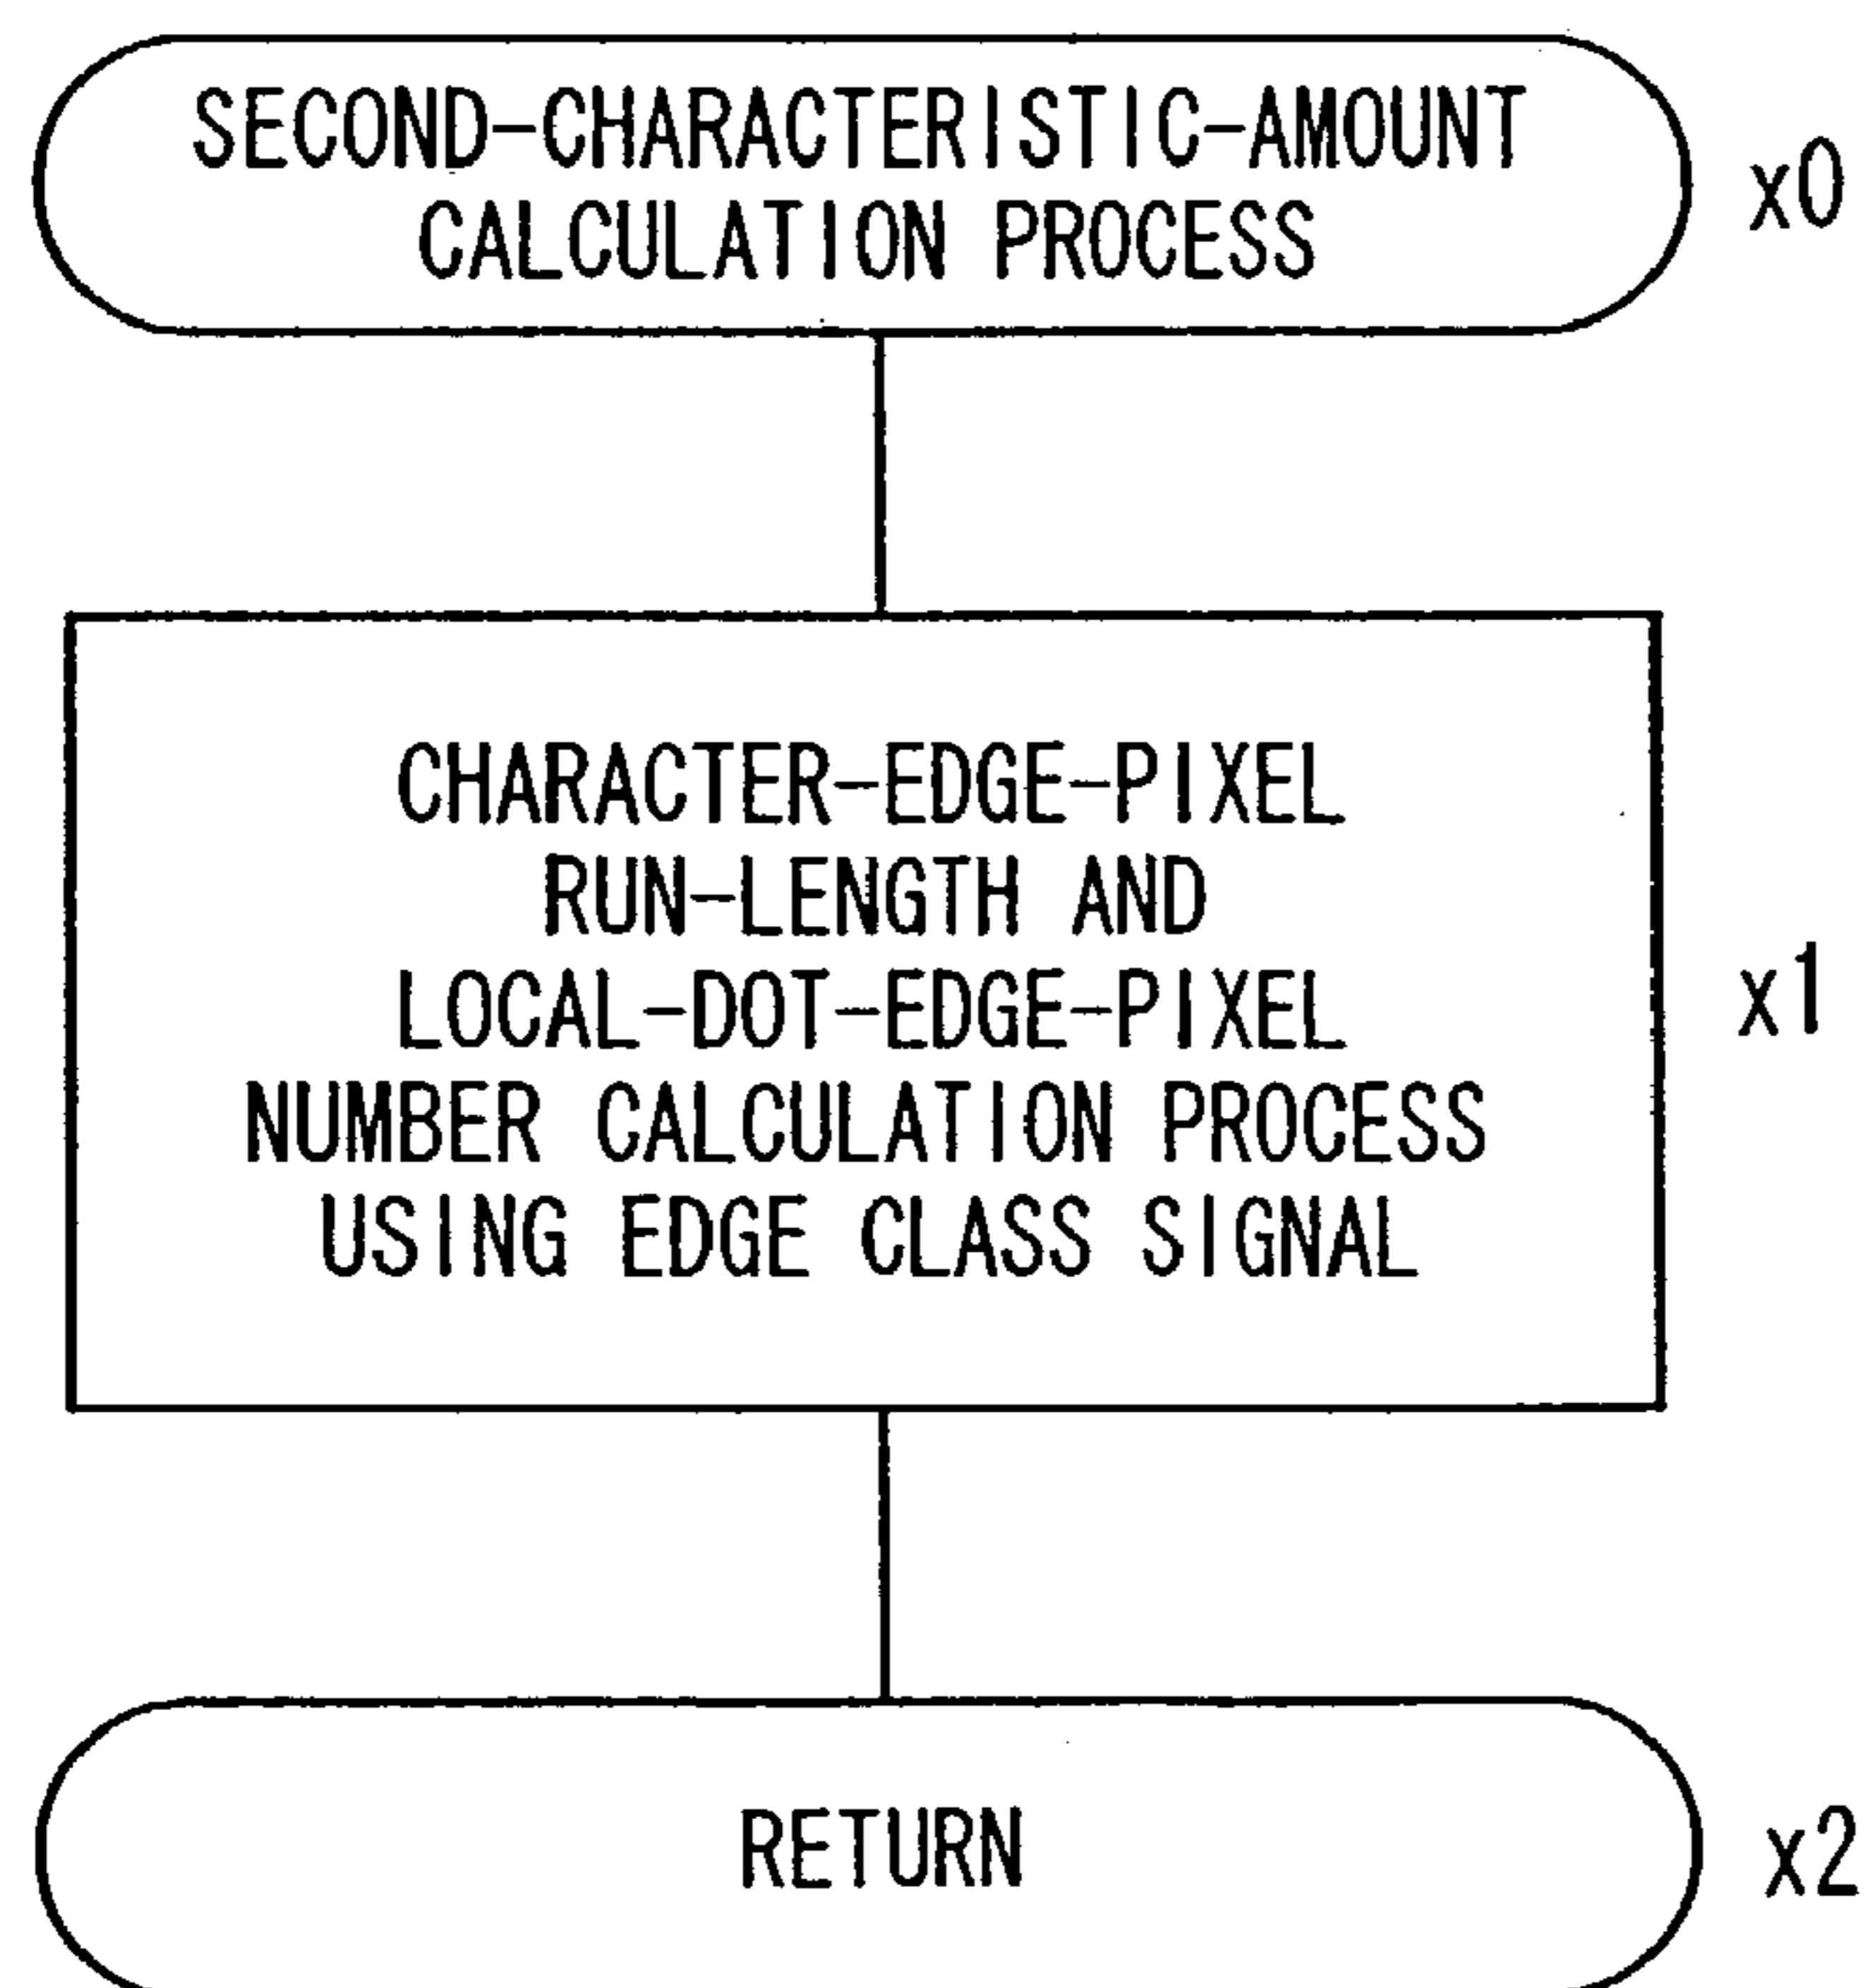 SECOND-CHARACTERISTIC-AMOUNT
CALCULATION PROCESS
x0
CHARACTER-EDGE-PIXEL
RUN-LENGTH AND
LOCAL-DOT-EDGE-PIXEL
NUMBER CALCULATION PROCESS
USING EDGE CLASS SIGNAL
x1
RETURN
x2